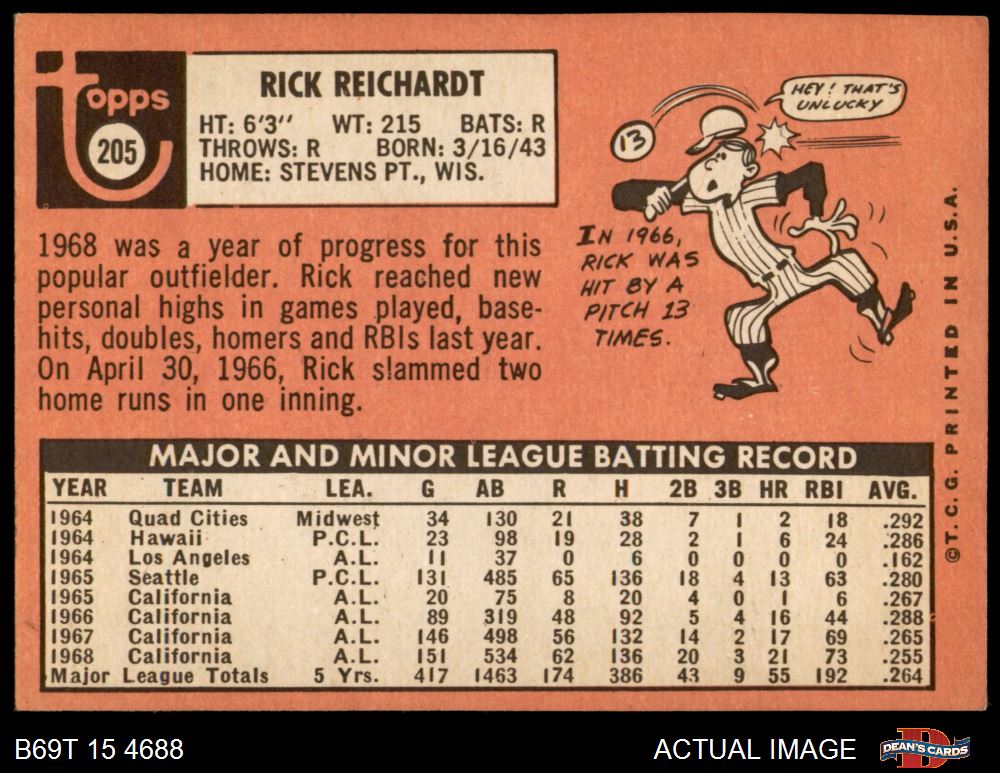 topps
205
RICK REICHARDT
HT: 6'3" WT: 215 BATS: R
THROWS: R BORN: 3/16/43
HOME: STEVENS PT., WIS.
1968 was a year of progress for this
popular outfielder. Rick reached new
personal highs in games played, base-
hits, doubles, homers and RBIs last year.
On April 30, 1966, Rick slammed two
home runs in one inning.
HEY! THAT'S
UNLUCKY
13
IN 1966,
RICK WAS
HIT BY A
PITCH 13
TIMES.
MAJOR AND MINOR LEAGUE BATTING RECORD
YEAR TEAM LEA. G AB R H 2B 3B HR RBI AVG.
1964 Quad Cities Midwest 34 130 21 38 7 1 2 18 .292
1964 Hawaii P.C.L. 23 98 19 28 2 1 6 24 .286
1964 Los Angeles A.L. 11 37 0 6 0 0 0 0 .162
1965 Seattle P.C.L. 131 485 65 136 18 4 13 63 .280
1965 California A.L. 20 75 8 20 4 0 1 6 .267
1966 California A.L. 89 319 48 92 5 4 16 44 .288
1967 California A.L. 146 498 56 132 14 2 17 69 .265
1968 California A.L. 151 534 62 136 20 3 21 73 .255
Major League Totals 5 Yrs. 417 1463 174 386 43 9 55 192 .264
©T.C.G. PRINTED IN U.S.A.
B69T 15 4688
ACTUAL IMAGE
DEAN'S CARDS